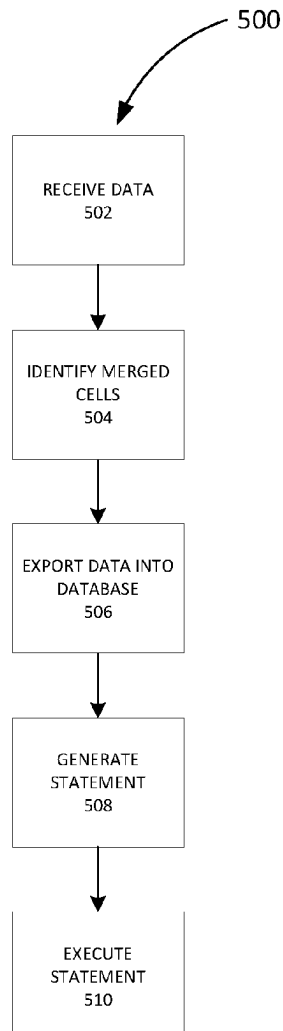 500
RECEIVE DATA
502
IDENTIFY MERGED
CELLS
504
EXPORT DATA INTO
DATABASE
506
GENERATE
STATEMENT
508
EXECUTE
STATEMENT
510